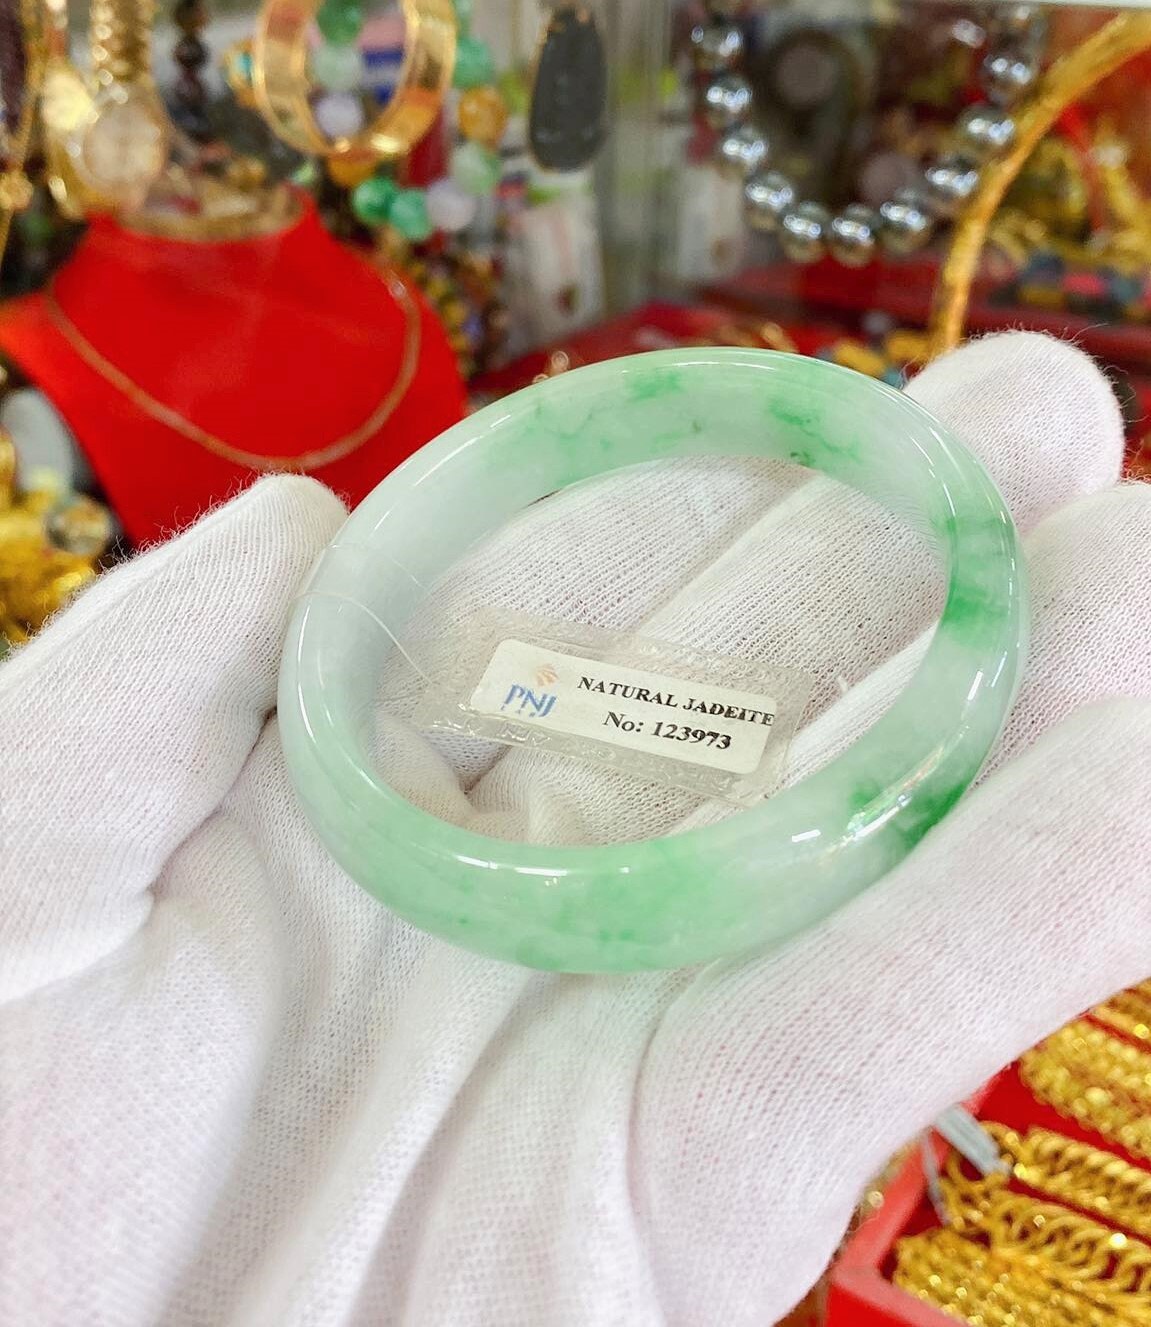 PNJ
NATURAL JADEITE
No: 123973